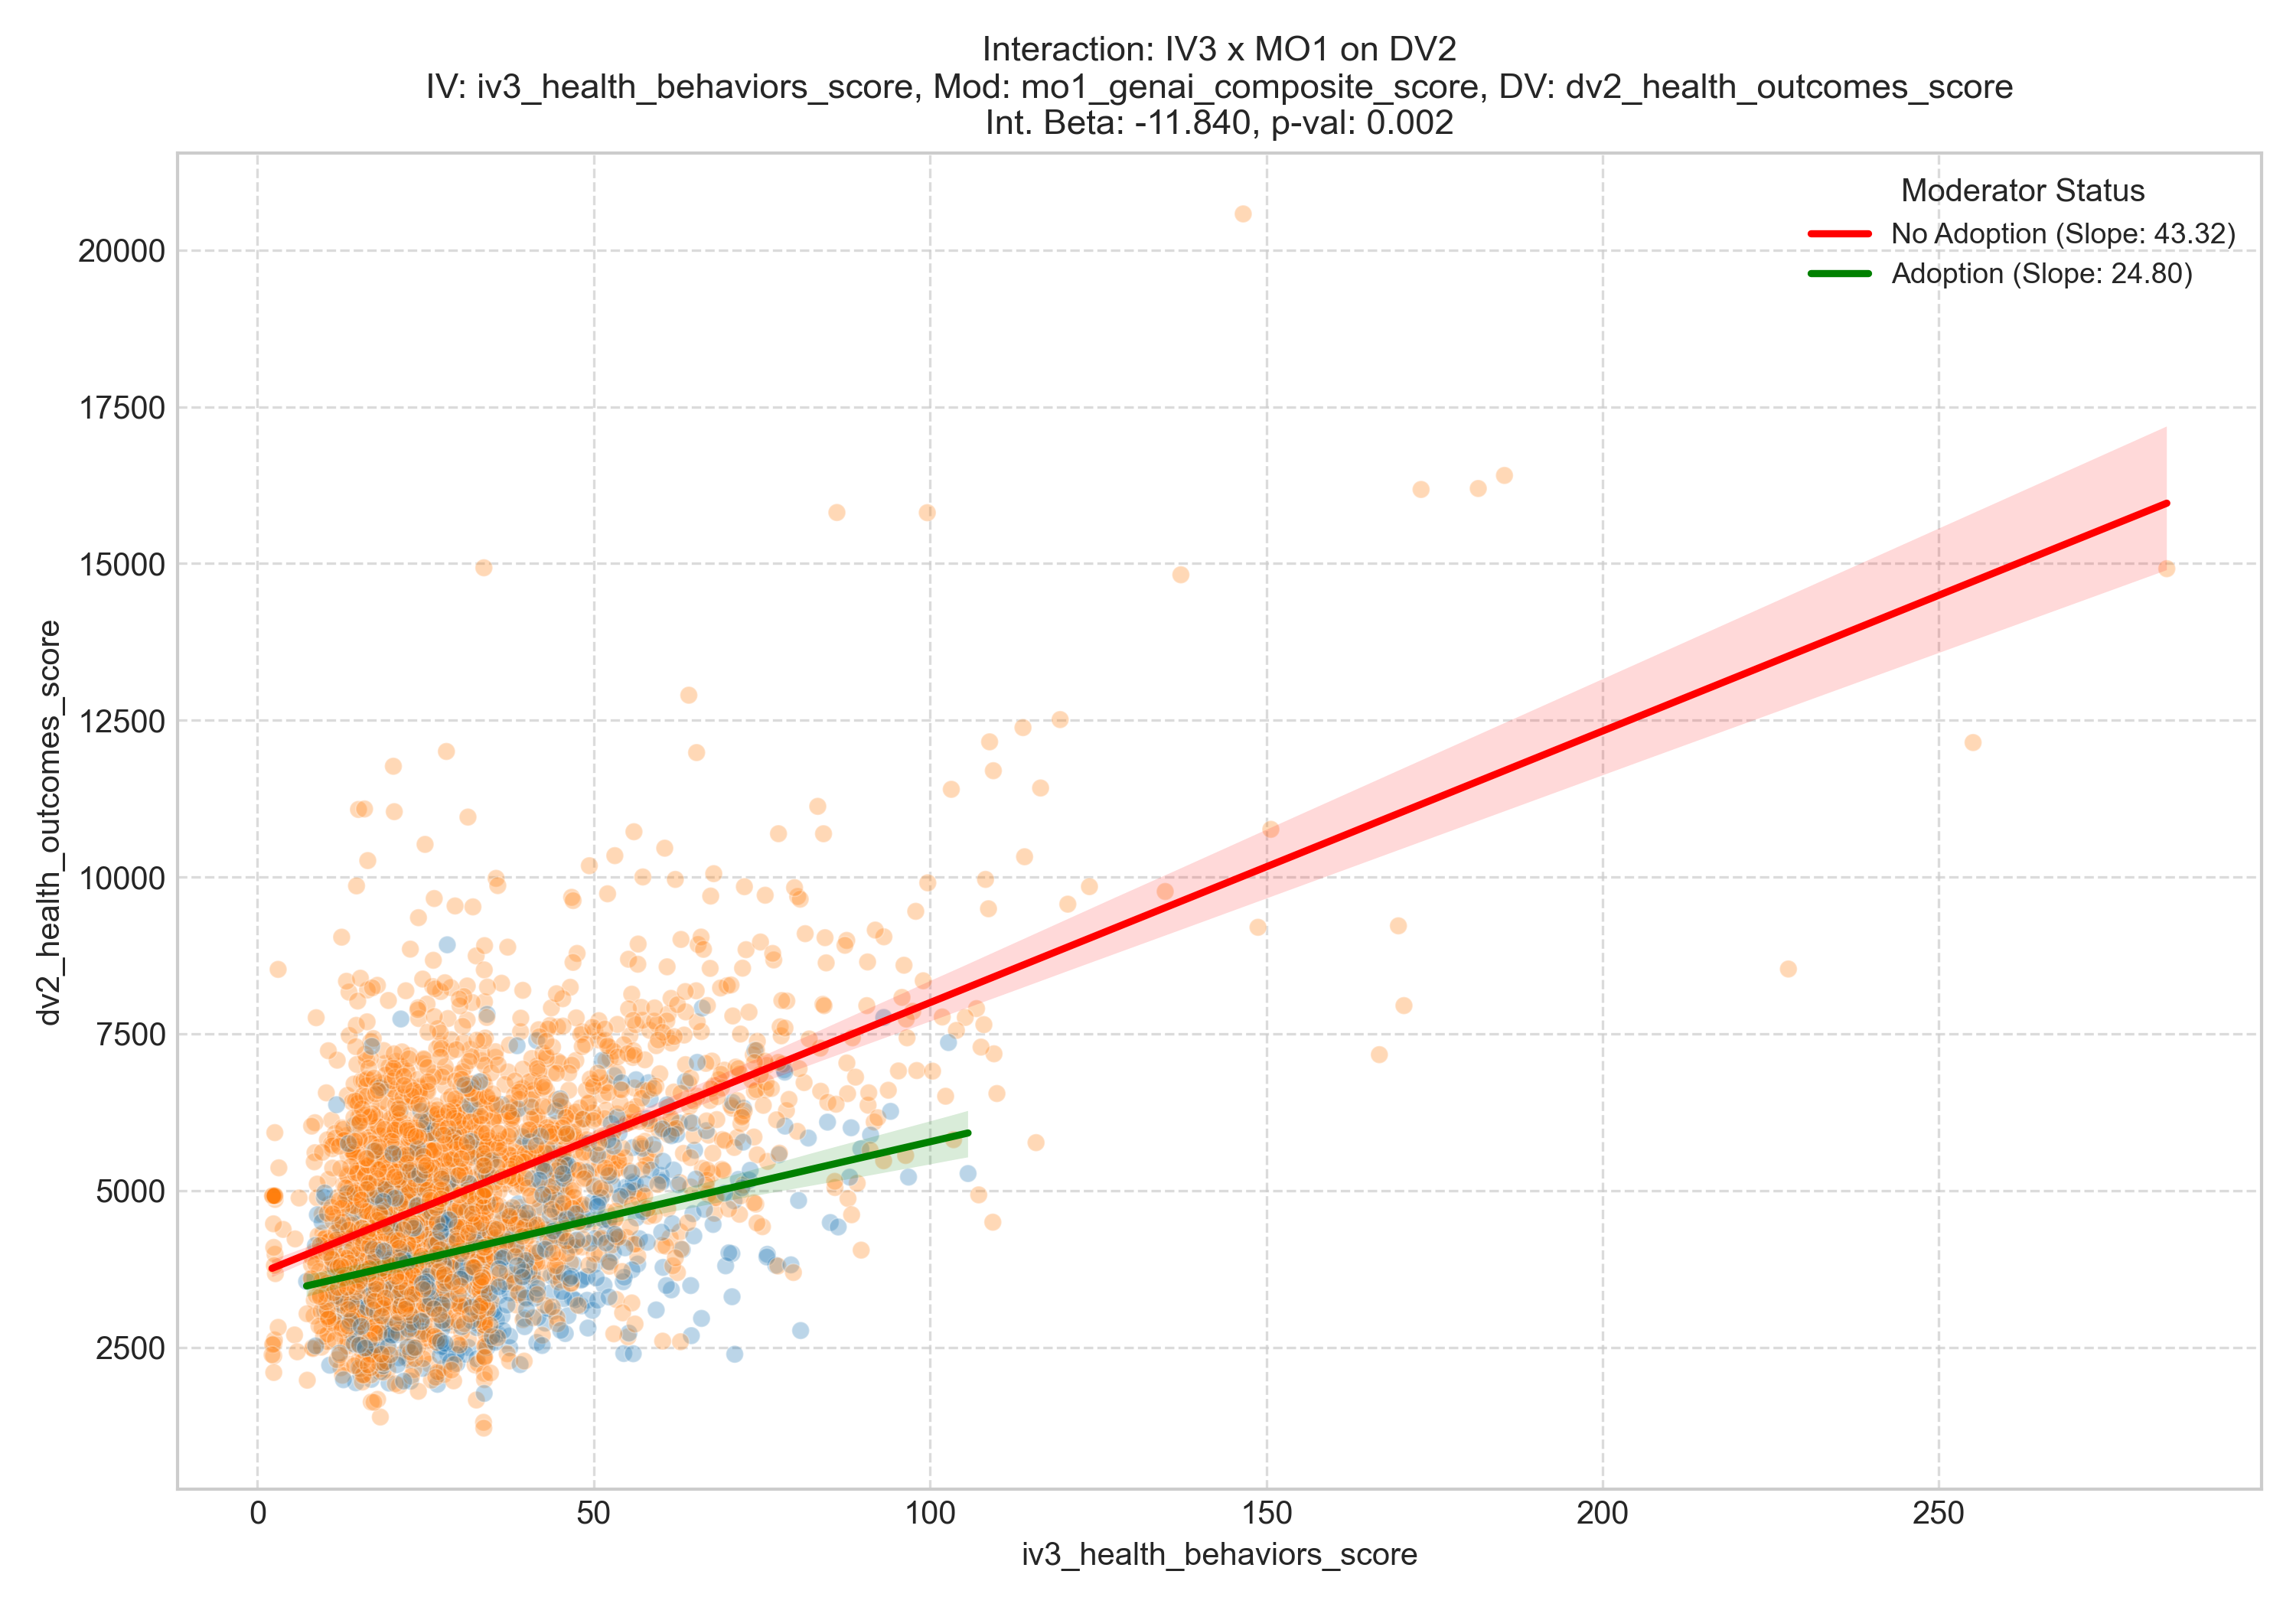 Interaction: IV3 x MO1 on DV2
IV: iv3_health_behaviors_score, Mod: mo1_genai_composite_score, DV: dv2_health_outcomes_score
Int. Beta: -11.840, p-val: 0.002
Moderator Status
No Adoption (Slope: 43.32)
Adoption (Slope: 24.80)
dv2_health_outcomes_score
20000
17500
15000
12500
10000
7500
5000
2500
0
50
100
150
200
250
iv3_health_behaviors_score